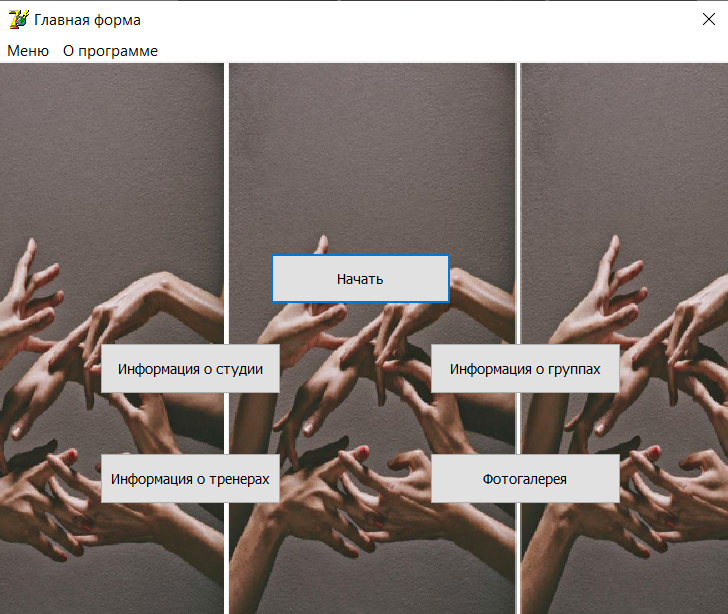 Главная форма
Меню О программе
Начать
Информация о студии
Информация о группах
Информация о тренерах
Фотогалерея